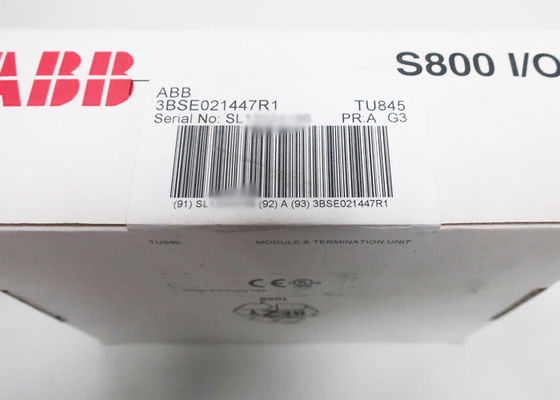 ABB
S800 I/O
ABB
3BSE021447R1
TU845
Serial No: SL
PR:A G3
(91) SL
(92) A (93) 3BSE021447R1
TU845
MODULE & TERMINATION UNIT
CE